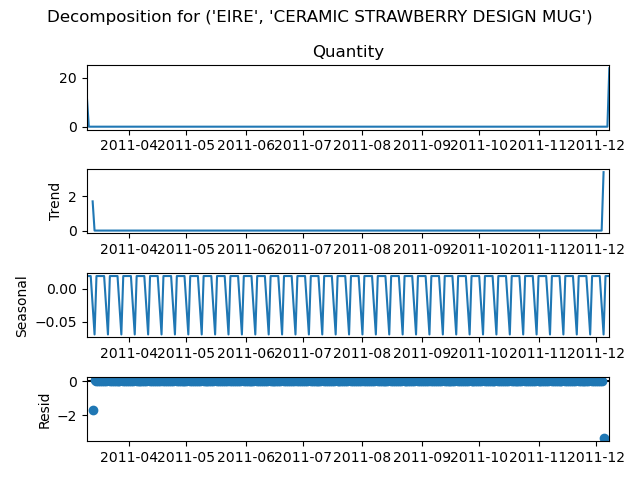 Decomposition for ('EIRE', 'CERAMIC STRAWBERRY DESIGN MUG')
Quantity
20
0
2011-04 2011-05 2011-06 2011-07 2011-08 2011-09 2011-10 2011-11 2011-12
Trend
2
0
2011-04 2011-05 2011-06 2011-07 2011-08 2011-09 2011-10 2011-11 2011-12
Seasonal
0.00
−0.05
2011-04 2011-05 2011-06 2011-07 2011-08 2011-09 2011-10 2011-11 2011-12
Resid
0
−2
2011-04 2011-05 2011-06 2011-07 2011-08 2011-09 2011-10 2011-11 2011-12